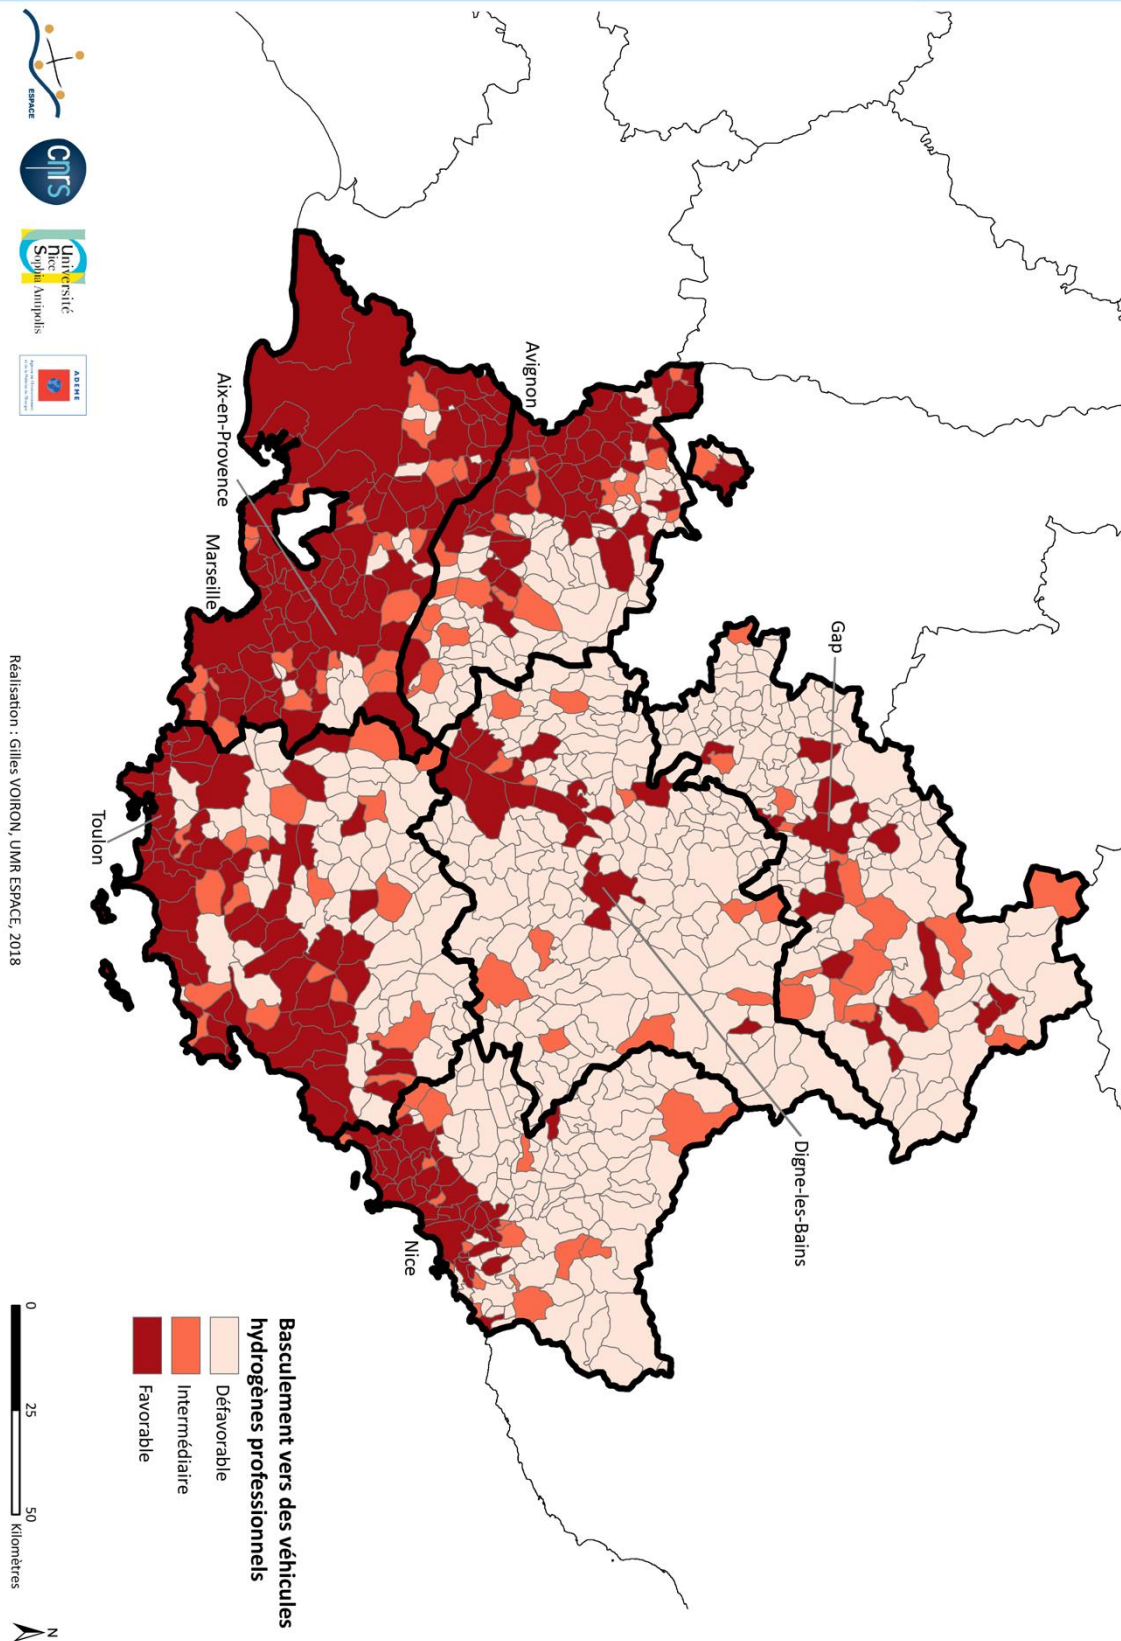 Gap
Digne-les-Bains
Avignon
Aix-en-Provence
Marseille
Nice
Toulon
Basculement vers des véhicules
hydrogènes professionnels
Défavorable
Intermédiaire
Favorable
0 25 50
Kilomètres
N
ESPACE
cnrs
Université
nice
Sophia Antipolis
ADEME
Réalisation : Gilles VOIRON, UMR ESPACE, 2018